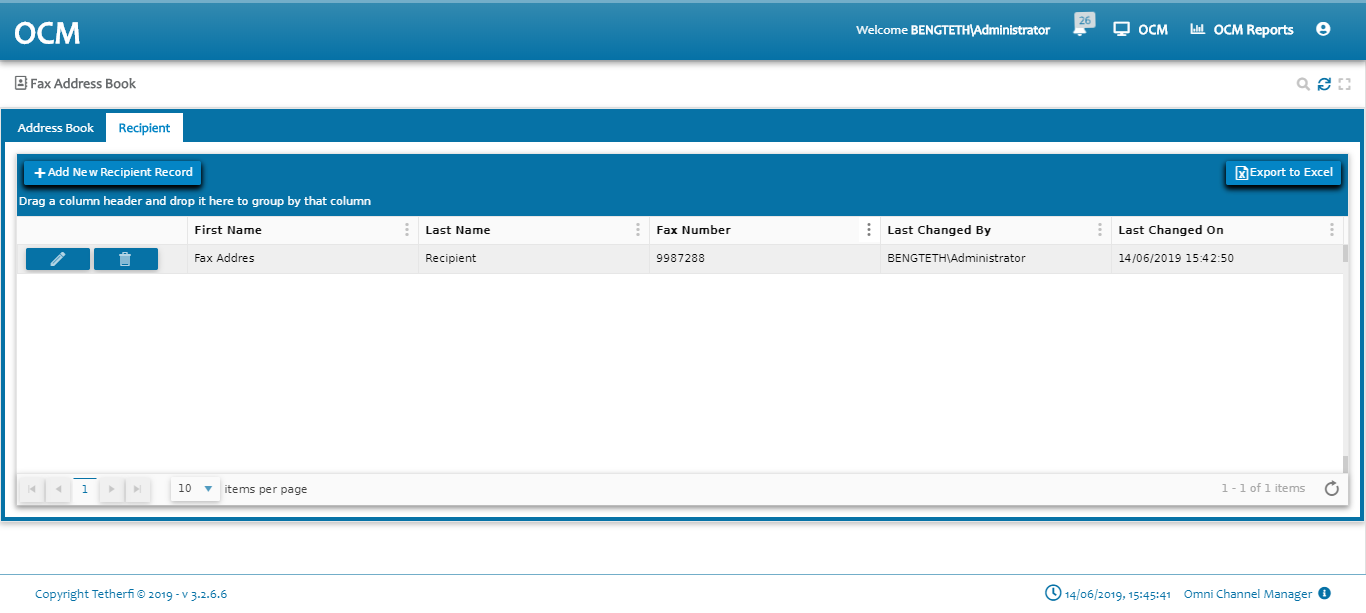 OCM
Welcome BENGTETH\Administrator
26
OCM
OCM Reports
Fax Address Book
Address Book
Recipient
Add New Recipient Record
Export to Excel
Drag a column header and drop it here to group by that column
First Name Last Name Fax Number Last Changed By Last Changed On
Fax Addres Recipient 9987288 BENGTETH\Administrator 14/06/2019 15:42:50
1 10 items per page 1 - 1 of 1 items
Copyright Tetherfi © 2019 - v 3.2.6.6 14/06/2019, 15:45:41 Omni Channel Manager